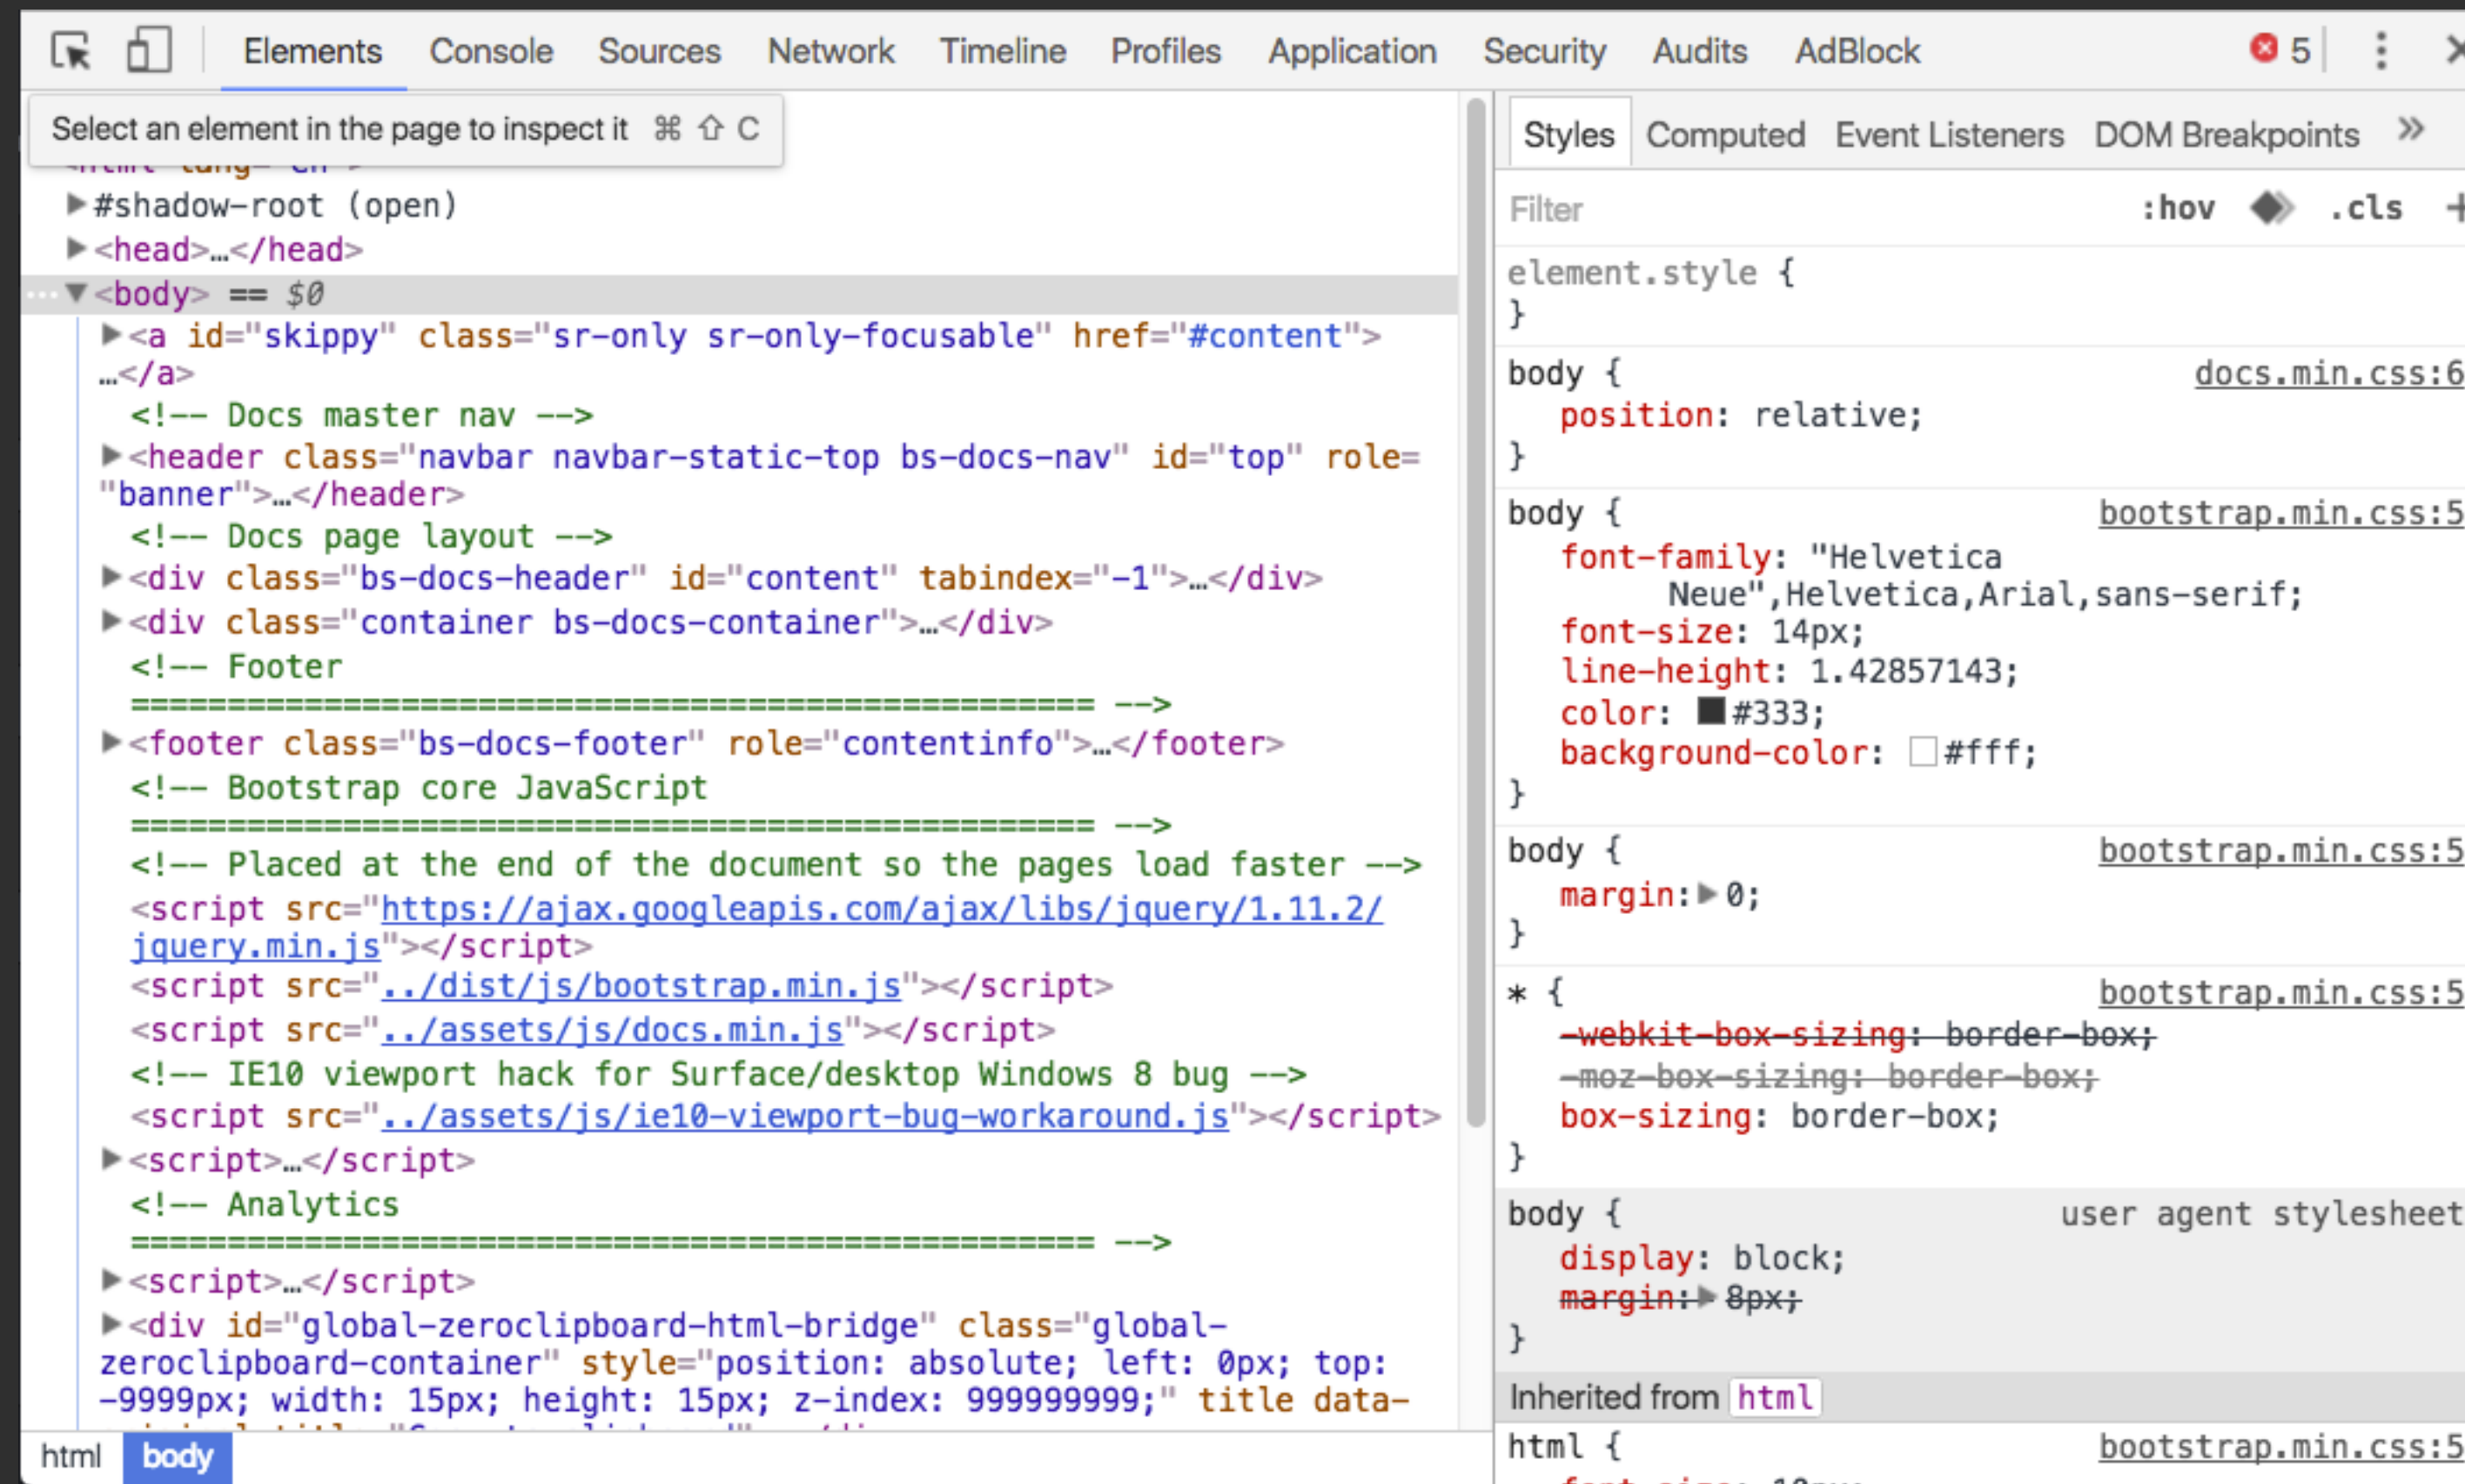 Elements Console Sources Network Timeline Profiles Application Security Audits AdBlock 5
Select an element in the page to inspect it ⌘ ⇧ C
#shadow-root (open)
<head>…</head>
<body> == $0
<a id="skippy" class="sr-only sr-only-focusable" href="#content">
…</a>
<!-- Docs master nav -->
<header class="navbar navbar-static-top bs-docs-nav" id="top" role=
"banner">…</header>
<!-- Docs page layout -->
<div class="bs-docs-header" id="content" tabindex="-1">…</div>
<div class="container bs-docs-container">…</div>
<!-- Footer
================================================== -->
<footer class="bs-docs-footer" role="contentinfo">…</footer>
<!-- Bootstrap core JavaScript
================================================== -->
<!-- Placed at the end of the document so the pages load faster -->
<script src="https://ajax.googleapis.com/ajax/libs/jquery/1.11.2/
jquery.min.js"></script>
<script src="../dist/js/bootstrap.min.js"></script>
<script src="../assets/js/docs.min.js"></script>
<!-- IE10 viewport hack for Surface/desktop Windows 8 bug -->
<script src="../assets/js/ie10-viewport-bug-workaround.js"></script>
<script>…</script>
<!-- Analytics
================================================== -->
<script>…</script>
<div id="global-zeroclipboard-html-bridge" class="global-
zeroclipboard-container" style="position: absolute; left: 0px; top:
-9999px; width: 15px; height: 15px; z-index: 999999999;" title data-
html body
Styles Computed Event Listeners DOM Breakpoints »
Filter :hov .cls +
element.style {
}
body { docs.min.css:6
position: relative;
}
body { bootstrap.min.css:5
font-family: "Helvetica
Neue",Helvetica,Arial,sans-serif;
font-size: 14px;
line-height: 1.42857143;
color: #333;
background-color: #fff;
}
body { bootstrap.min.css:5
margin: 0;
}
* { bootstrap.min.css:5
-webkit-box-sizing: border-box;
-moz-box-sizing: border-box;
box-sizing: border-box;
}
body { user agent stylesheet
display: block;
margin: 8px;
}
Inherited from html
html { bootstrap.min.css:5